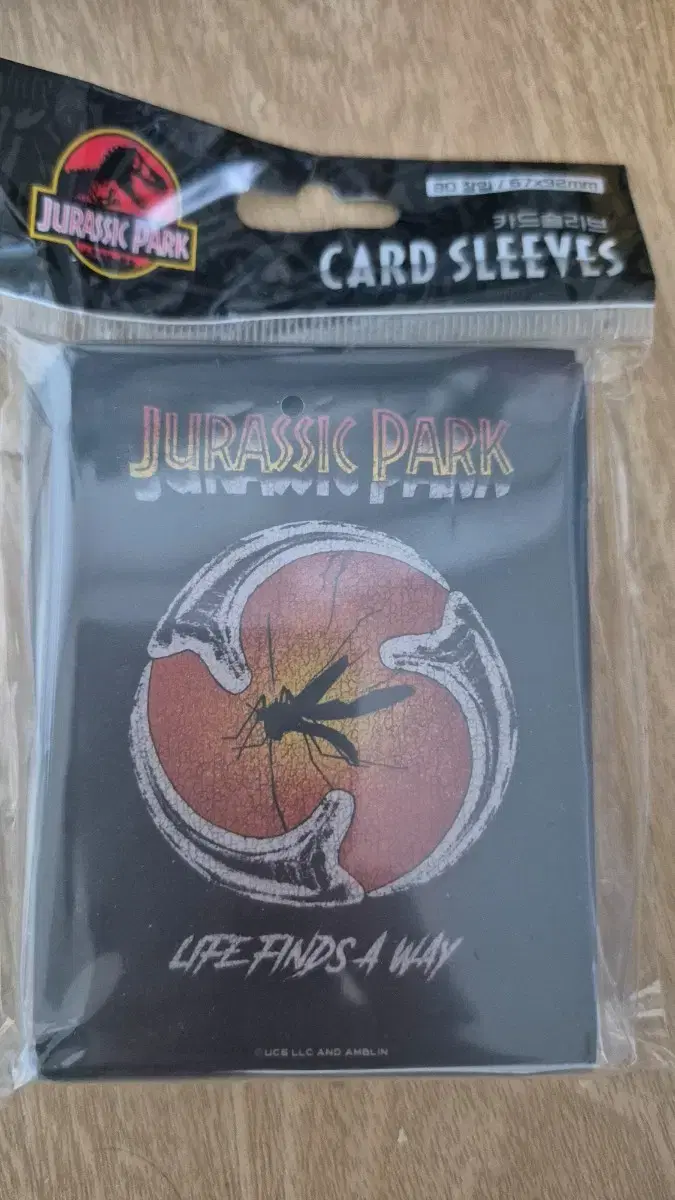 JURASSIC PARK
80 장입 / 67x92mm
카드슬리브
CARD SLEEVES
JURASSIC PARK
LIFE FINDS A WAY
©UCS LLC AND AMBLIN